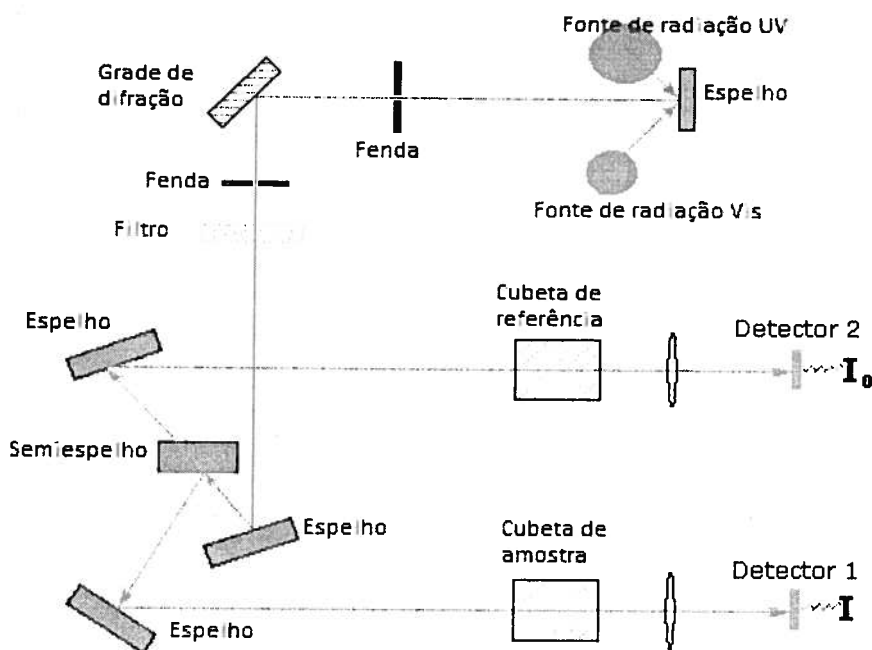 Fonte de radiação UV
Grade de
difração
Espelho
Fenda
Fenda
Fonte de radiação Vis
Filtro
Cubeta de
referência
Espelho
Detector 2
I₀
Semiespelho
Espelho
Cubeta de
amostra
Detector 1
I
Espelho